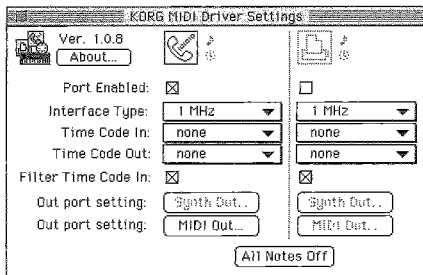 KORG MIDI Driver Settings
Ver. 1.0.8
About...
Port Enabled:
Interface Type: 1 MHz 1 MHz
Time Code In: none none
Time Code Out: none none
Filter Time Code In:
Out port setting: Synth Out.. Synth Out..
Out port setting: MIDI Out... MIDI Out..
All Notes Off